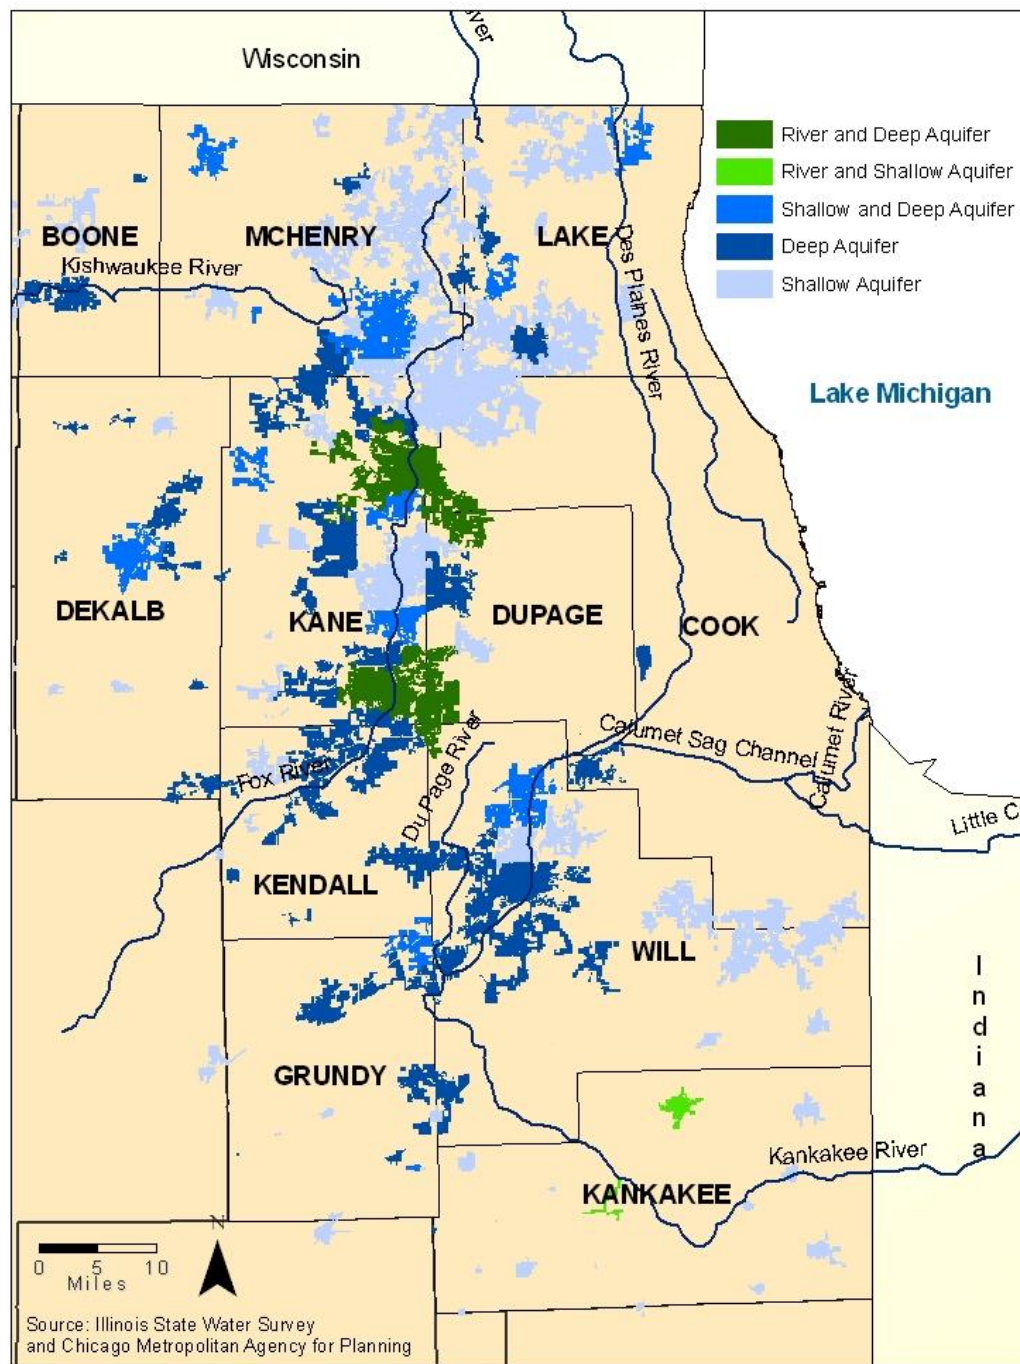 Wisconsin
River and Deep Aquifer
River and Shallow Aquifer
Shallow and Deep Aquifer
Deep Aquifer
Shallow Aquifer
BOONE
MCHENRY
LAKE
Kishwaukee River
Des Plaines River
Lake Michigan
DEKALB
KANE
DUPAGE
COOK
Calumet Sag Channel
Calumet River
Fox River
Du Page River
Little C
KENDALL
WILL
Indiana
GRUNDY
Kankakee River
KANKAKEE
N
0 5 10
Miles
Source: Illinois State Water Survey
and Chicago Metropolitan Agency for Planning